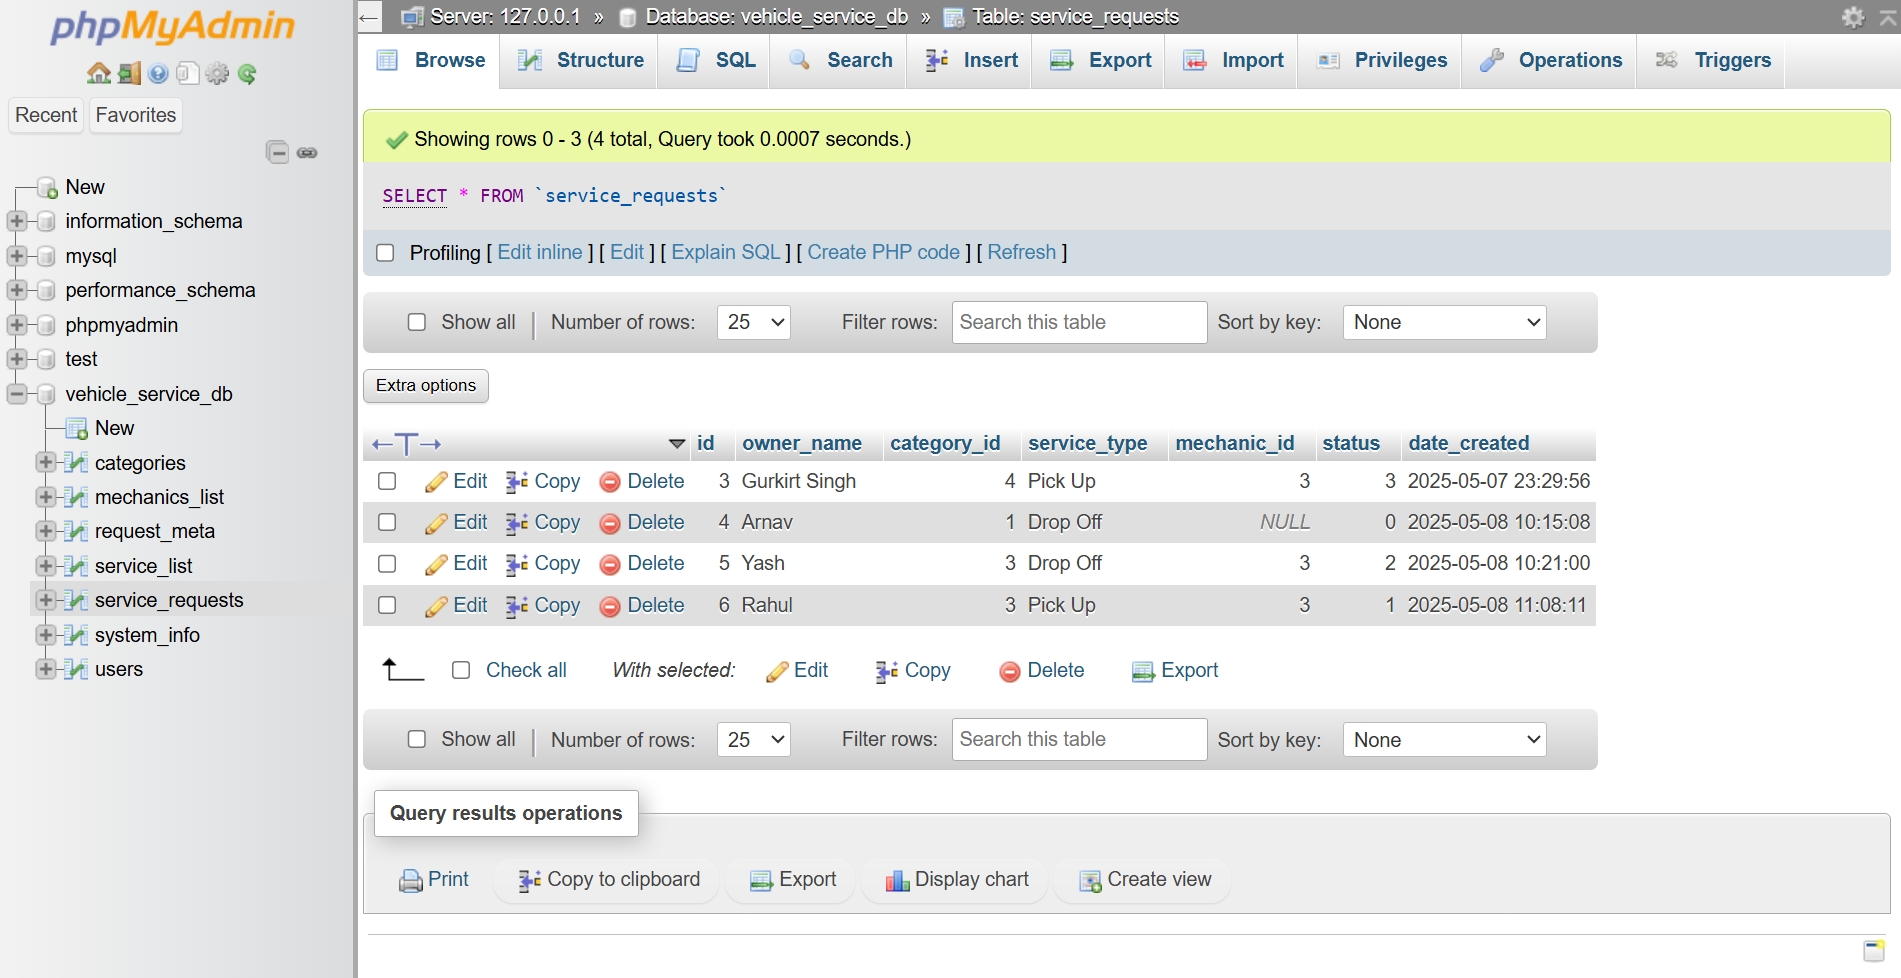 phpMyAdmin
Recent Favorites
New
information_schema
mysql
performance_schema
phpmyadmin
test
vehicle_service_db
New
categories
mechanics_list
request_meta
service_list
service_requests
system_info
users
Server: 127.0.0.1 » Database: vehicle_service_db » Table: service_requests
Browse Structure SQL Search Insert Export Import Privileges Operations Triggers
Showing rows 0 - 3 (4 total, Query took 0.0007 seconds.)
SELECT * FROM `service_requests`
Profiling [ Edit inline ] [ Edit ] [ Explain SQL ] [ Create PHP code ] [ Refresh ]
Show all | Number of rows: 25 Filter rows: Search this table Sort by key: None
Extra options
id owner_name category_id service_type mechanic_id status date_created
Edit Copy Delete 3 Gurkirt Singh 4 Pick Up 3 3 2025-05-07 23:29:56
Edit Copy Delete 4 Arnav 1 Drop Off NULL 0 2025-05-08 10:15:08
Edit Copy Delete 5 Yash 3 Drop Off 3 2 2025-05-08 10:21:00
Edit Copy Delete 6 Rahul 3 Pick Up 3 1 2025-05-08 11:08:11
Check all With selected: Edit Copy Delete Export
Show all | Number of rows: 25 Filter rows: Search this table Sort by key: None
Query results operations
Print Copy to clipboard Export Display chart Create view